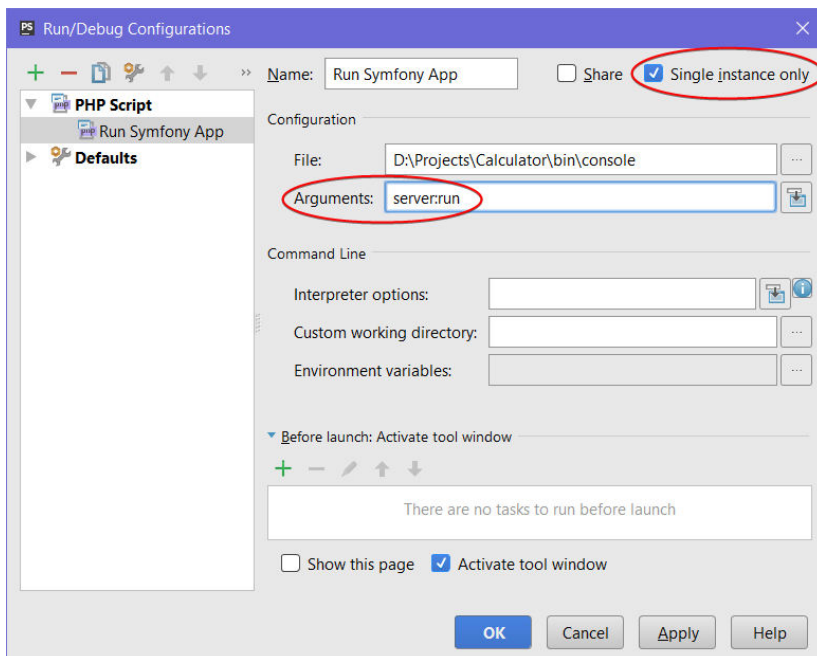 PS Run/Debug Configurations
Name: Run Symfony App Share Single instance only
PHP Script
Run Symfony App
Defaults
Configuration
File: D:\Projects\Calculator\bin\console ...
Arguments: server:run
Command Line
Interpreter options:
Custom working directory: ...
Environment variables: ...
Before launch: Activate tool window
There are no tasks to run before launch
Show this page Activate tool window
OK Cancel Apply Help